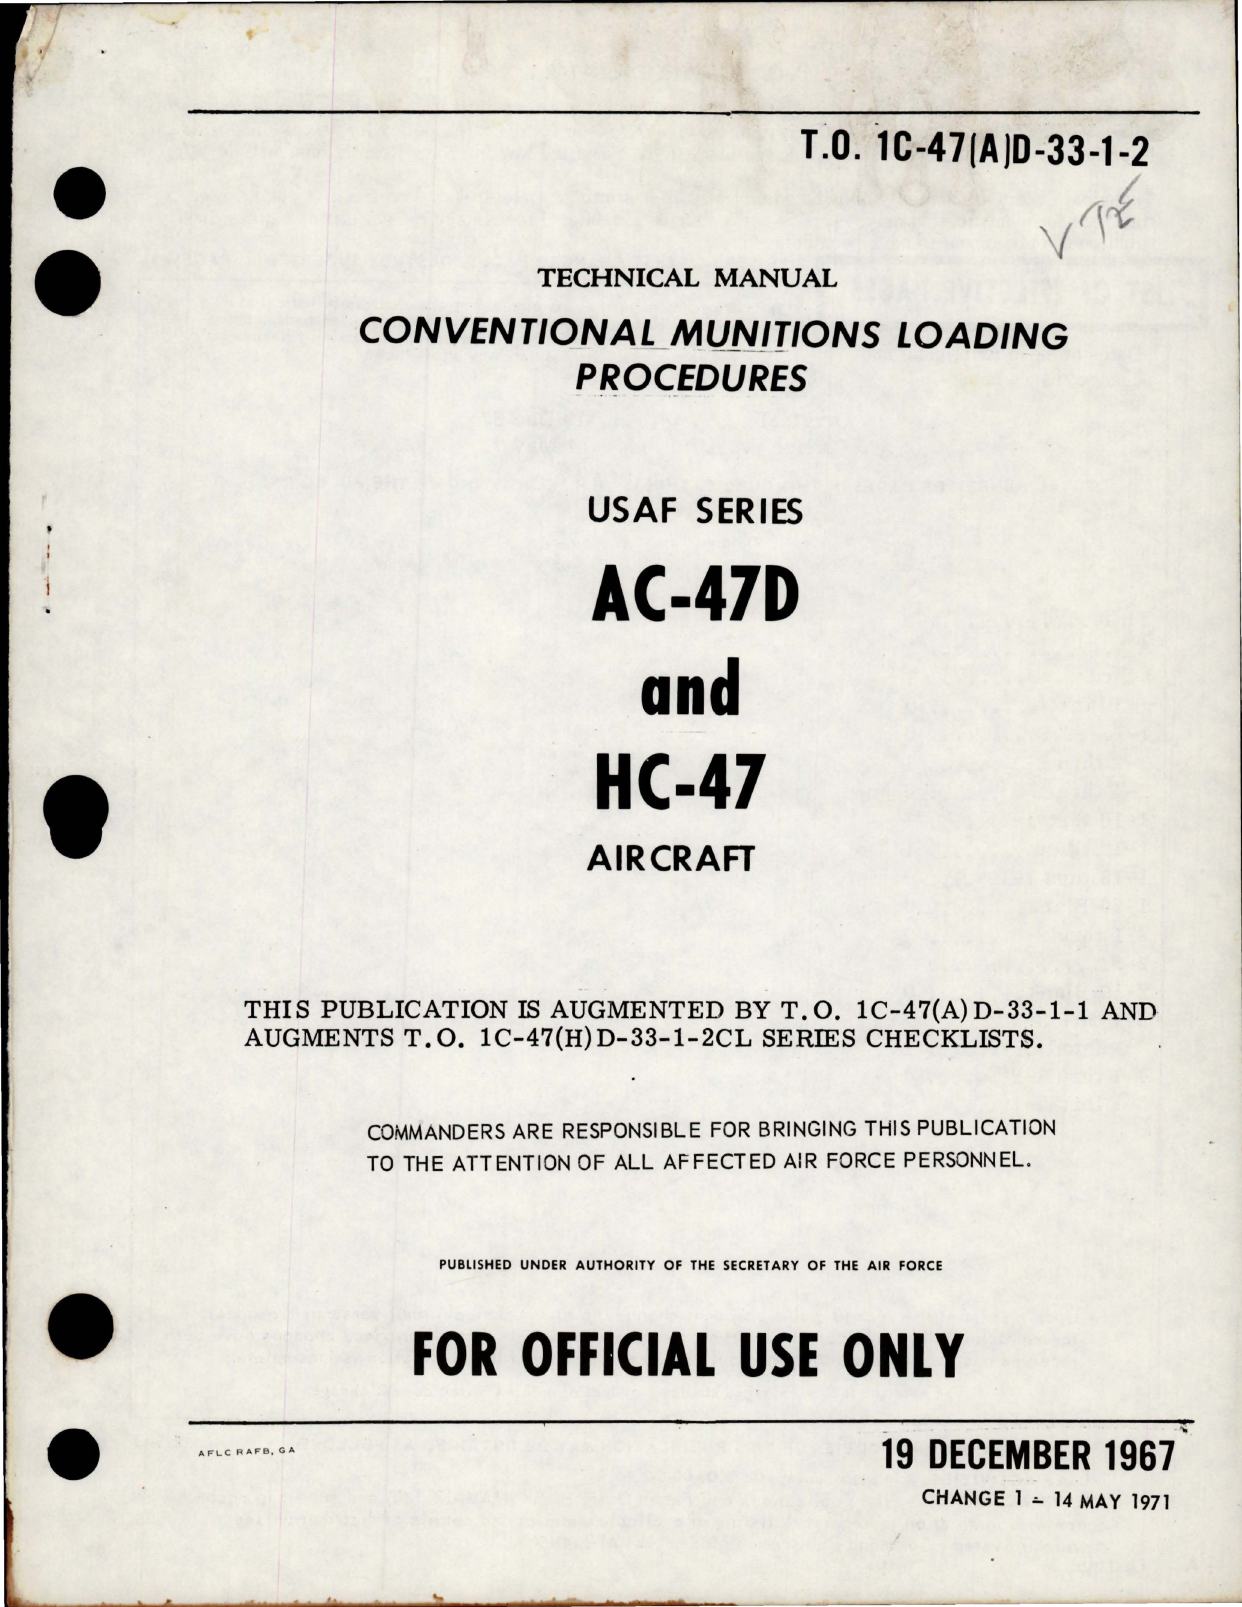 T.O. 1C-47(A)D-33-1-2
TECHNICAL MANUAL
CONVENTIONAL MUNITIONS LOADING
PROCEDURES
USAF SERIES
AC-47D
and
HC-47
AIRCRAFT
THIS PUBLICATION IS AUGMENTED BY T.O. 1C-47(A)D-33-1-1 AND
AUGMENTS T.O. 1C-47(H)D-33-1-2CL SERIES CHECKLISTS.
COMMANDERS ARE RESPONSIBLE FOR BRINGING THIS PUBLICATION
TO THE ATTENTION OF ALL AFFECTED AIR FORCE PERSONNEL.
PUBLISHED UNDER AUTHORITY OF THE SECRETARY OF THE AIR FORCE
FOR OFFICIAL USE ONLY
AFLC RAFB, GA
19 DECEMBER 1967
CHANGE 1 - 14 MAY 1971